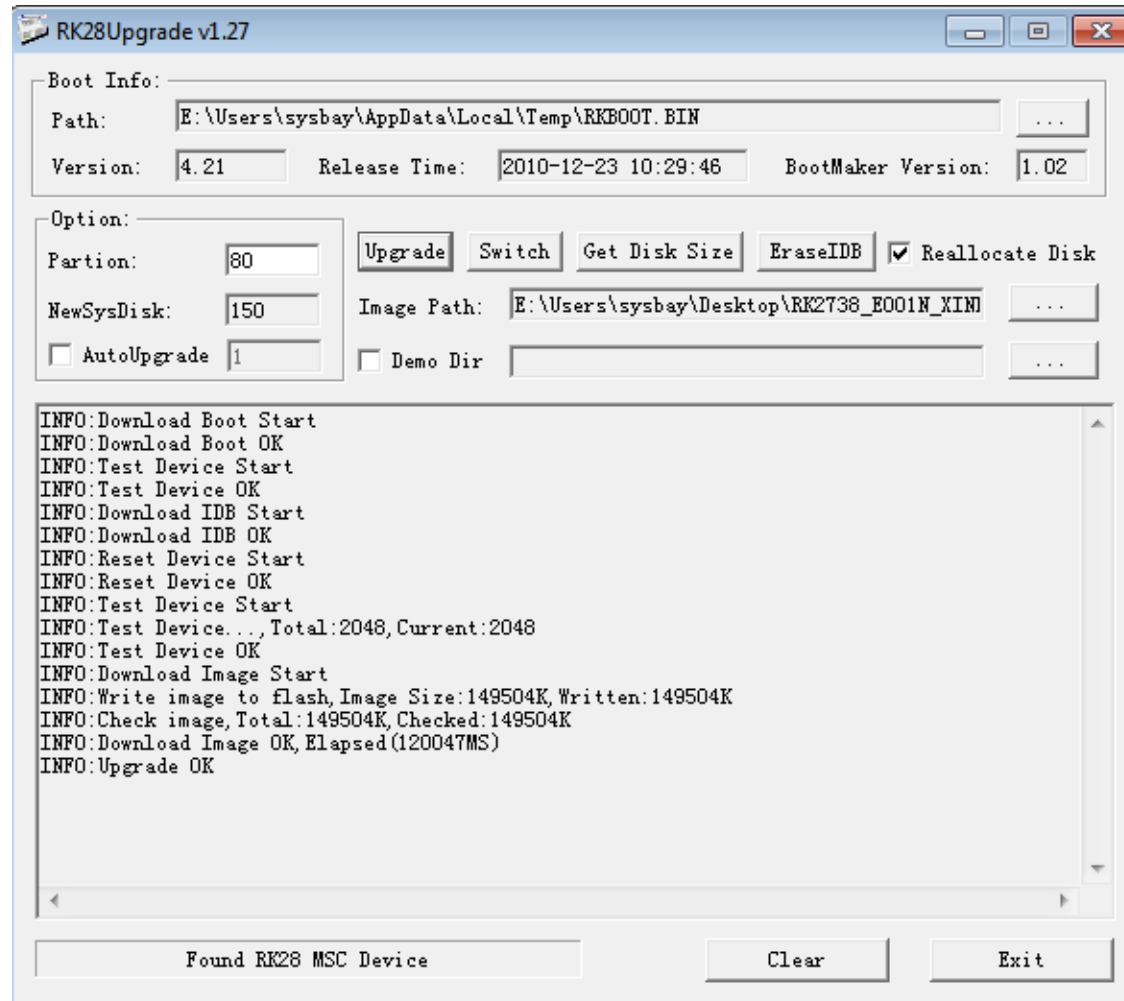 RK28Upgrade v1.27
Boot Info:
Path: E:\Users\sysbay\AppData\Local\Temp\RKBOOT.BIN ...
Version: 4.21 Release Time: 2010-12-23 10:29:46 BootMaker Version: 1.02
Option:
Partion: 80 Upgrade Switch Get Disk Size EraseIDB Reallocate Disk
NewSysDisk: 150 Image Path: E:\Users\sysbay\Desktop\RK2738_E001N_XIN ...
AutoUpgrade 1 Demo Dir ...
INFO:Download Boot Start
INFO:Download Boot OK
INFO:Test Device Start
INFO:Test Device OK
INFO:Download IDB Start
INFO:Download IDB OK
INFO:Reset Device Start
INFO:Reset Device OK
INFO:Test Device Start
INFO:Test Device...,Total:2048,Current:2048
INFO:Test Device OK
INFO:Download Image Start
INFO:Write image to flash,Image Size:149504K,Written:149504K
INFO:Check image,Total:149504K,Checked:149504K
INFO:Download Image OK,Elapsed(120047MS)
INFO:Upgrade OK
Found RK28 MSC Device Clear Exit